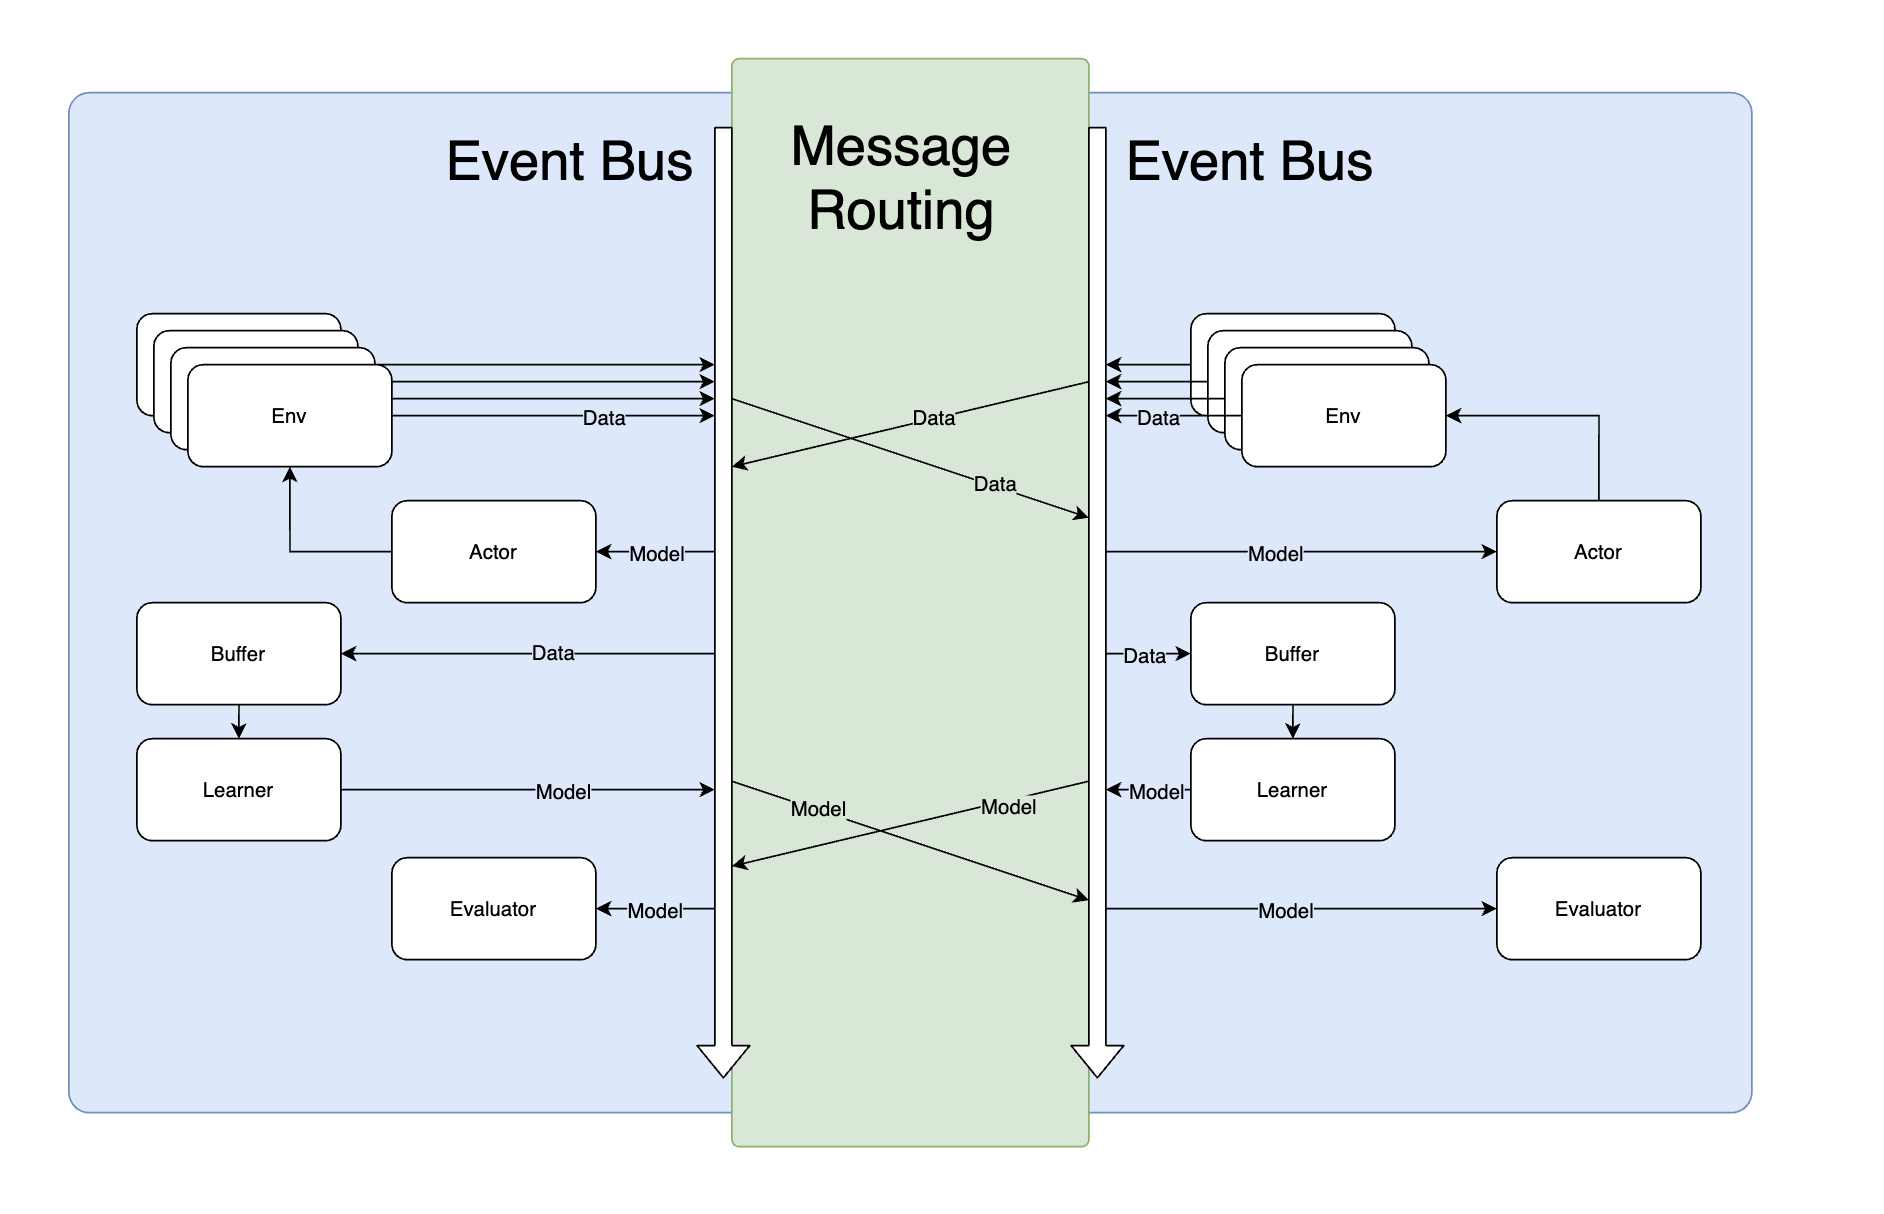 Event Bus
Message
Routing
Event Bus
Env
Data
Data
Data
Env
Data
Actor
Model
Model
Actor
Buffer
Data
Data
Buffer
Learner
Model
Model
Model
Model
Learner
Evaluator
Model
Model
Evaluator